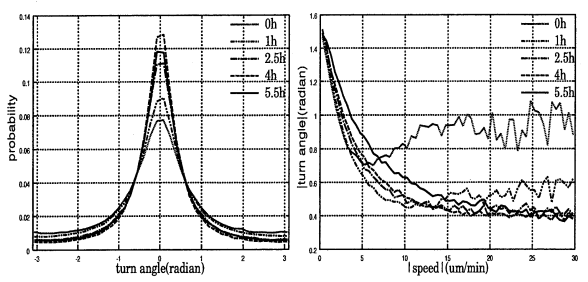 0.14
0.12
0.1
0.08
0.06
0.04
0.02
0
-3 -2 -1 0 1 2 3
probability
turn angle(radian)
0h
1h
2.5h
4h
5.5h
1.6
1.4
1.2
1
0.8
0.6
0.4
0.2
0 5 10 15 20 25 30
|turn angle|(radian)
|speed|(um/min)
0h
1h
2.5h
4h
5.5h